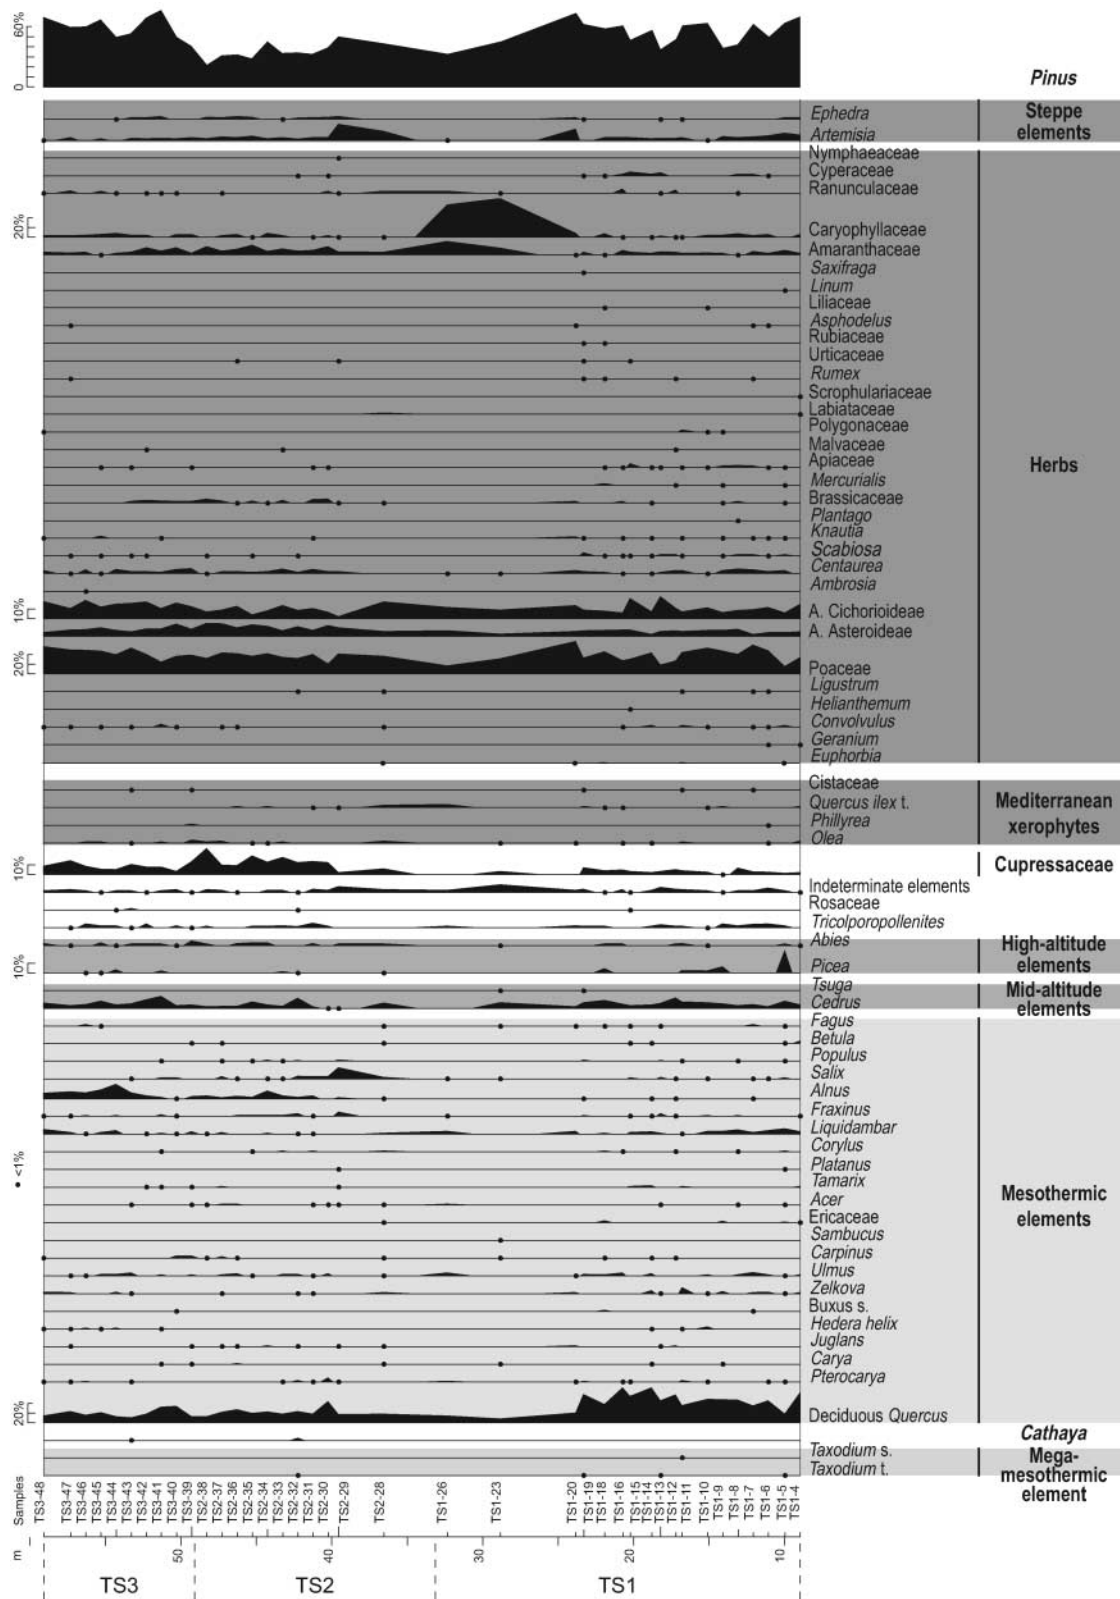 60%
0
Pinus
Ephedra
Artemisia
Steppe
elements
Nymphaeaceae
Cyperaceae
Ranunculaceae
20%
Caryophyllaceae
Amaranthaceae
Saxifraga
Linum
Liliaceae
Asphodelus
Rubiaceae
Urticaceae
Rumex
Scrophulariaceae
Labiataceae
Polygonaceae
Malvaceae
Apiaceae
Herbs
Mercurialis
Brassicaceae
Plantago
Knautia
Scabiosa
Centaurea
Ambrosia
10%
A. Cichorioideae
A. Asteroideae
20%
Poaceae
Ligustrum
Helianthemum
Convolvulus
Geranium
Euphorbia
Cistaceae
Quercus ilex t.
Phillyrea
Olea
Mediterranean
xerophytes
10%
Cupressaceae
Indeterminate elements
Rosaceae
Tricolporopollenites
Abies
10%
Picea
High-altitude
elements
Tsuga
Cedrus
Mid-altitude
elements
Fagus
Betula
Populus
Salix
Alnus
Fraxinus
Liquidambar
Corylus
• <1%
Platanus
Tamarix
Acer
Mesothermic
elements
Ericaceae
Sambucus
Carpinus
Ulmus
Zelkova
Buxus s.
Hedera helix
Juglans
Carya
Pterocarya
20%
Deciduous Quercus
Cathaya
Taxodium s.
Taxodium t.
Mega-
mesothermic
element
Samples
TS3-48
TS3-47
TS3-46
TS3-45
TS3-44
TS3-43
TS3-42
TS3-41
TS3-40
TS3-39
TS2-38
TS2-37
TS2-36
TS2-35
TS2-34
TS2-33
TS2-32
TS2-31
TS2-30
TS2-29
TS2-28
TS1-26
TS1-23
TS1-20
TS1-19
TS1-18
TS1-16
TS1-15
TS1-14
TS1-13
TS1-11
TS1-10
TS1-9
TS1-8
TS1-7
TS1-6
TS1-5
TS1-4
m
50
40
30
20
10
TS3
TS2
TS1